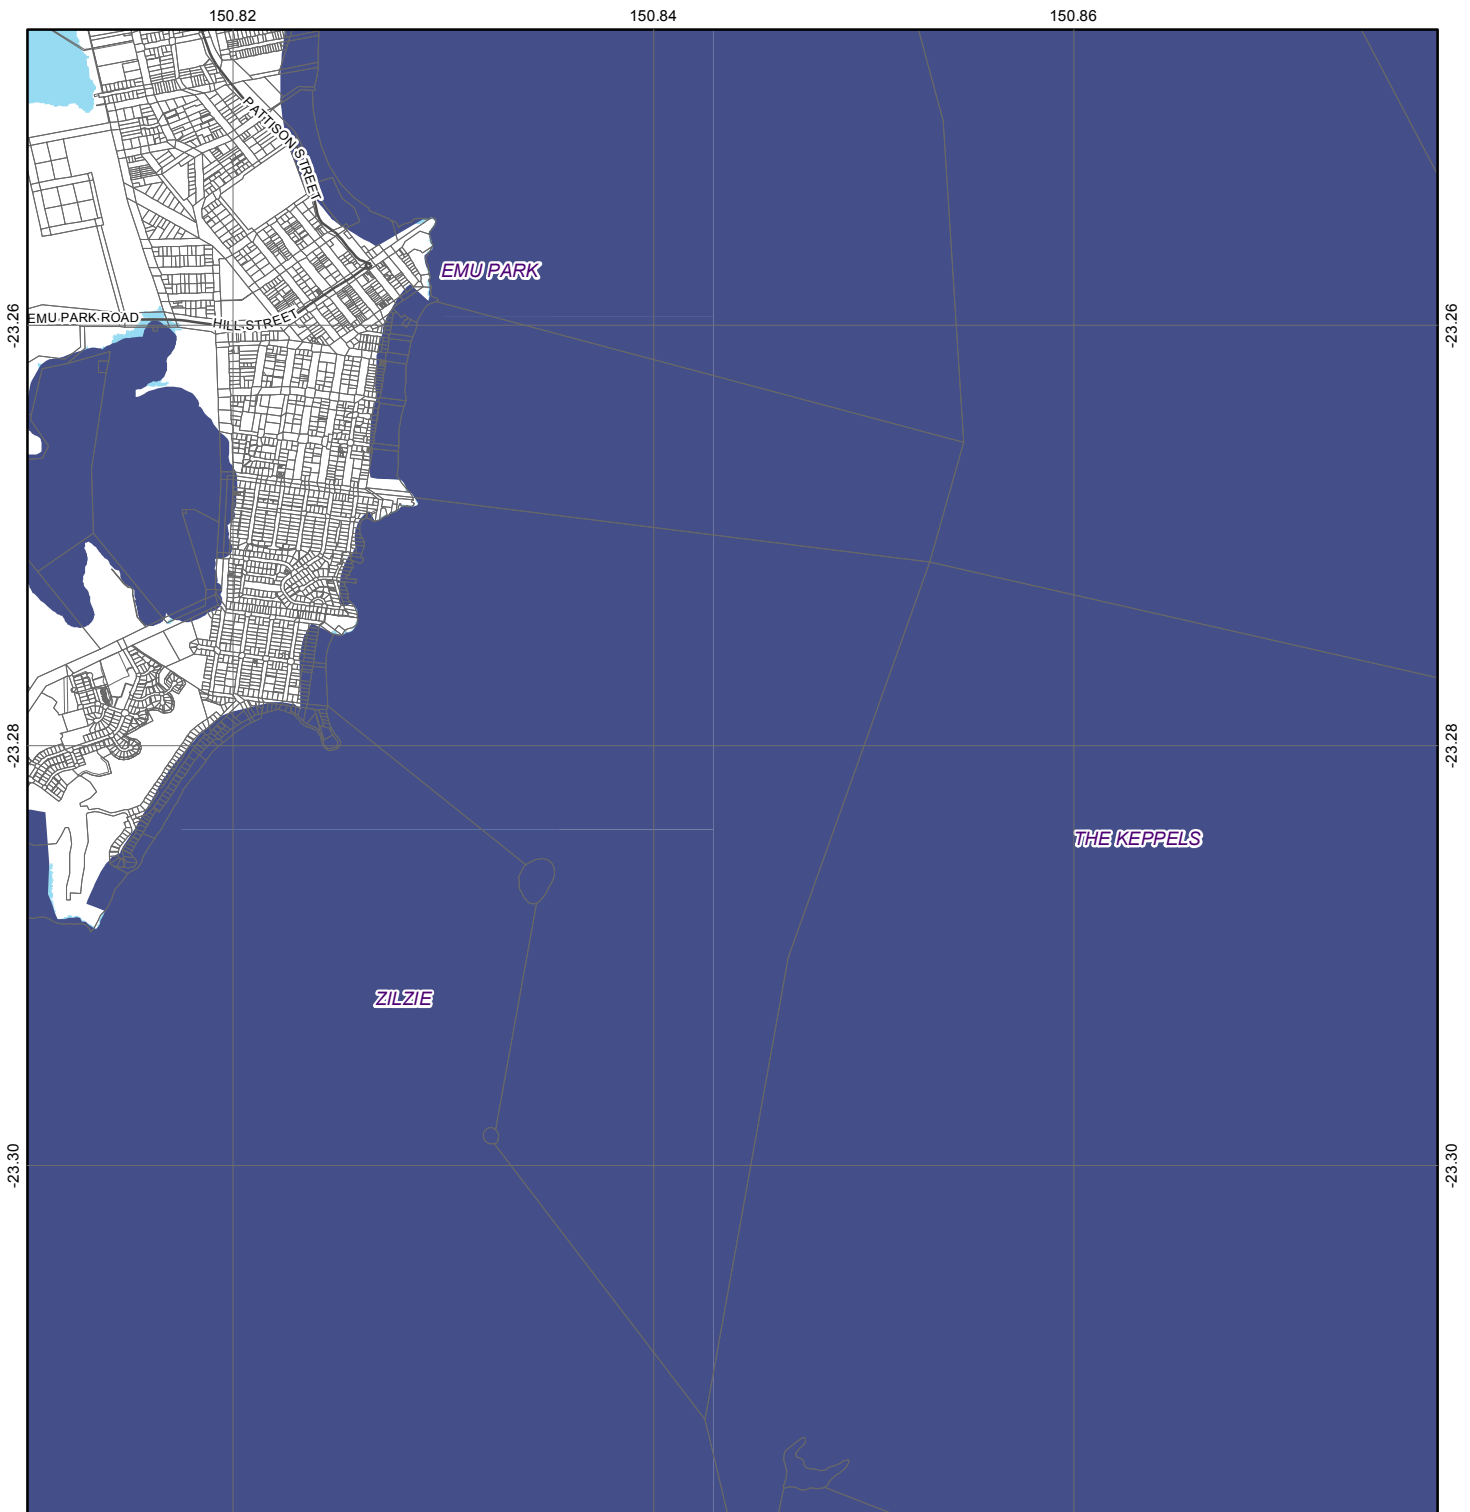 150.82
150.84
150.86
PATTISON STREET
EMU PARK
-23.26
EMU PARK ROAD
HILL STREET
-23.26
-23.28
-23.28
THE KEPPELS
ZILZIE
-23.30
-23.30